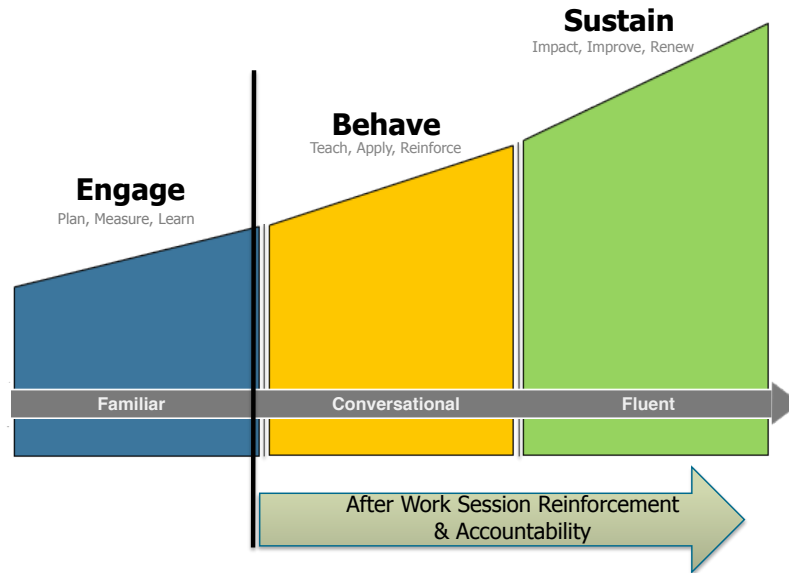 Sustain
Impact, Improve, Renew
Behave
Teach, Apply, Reinforce
Engage
Plan, Measure, Learn
Familiar
Conversational
Fluent
After Work Session Reinforcement
& Accountability